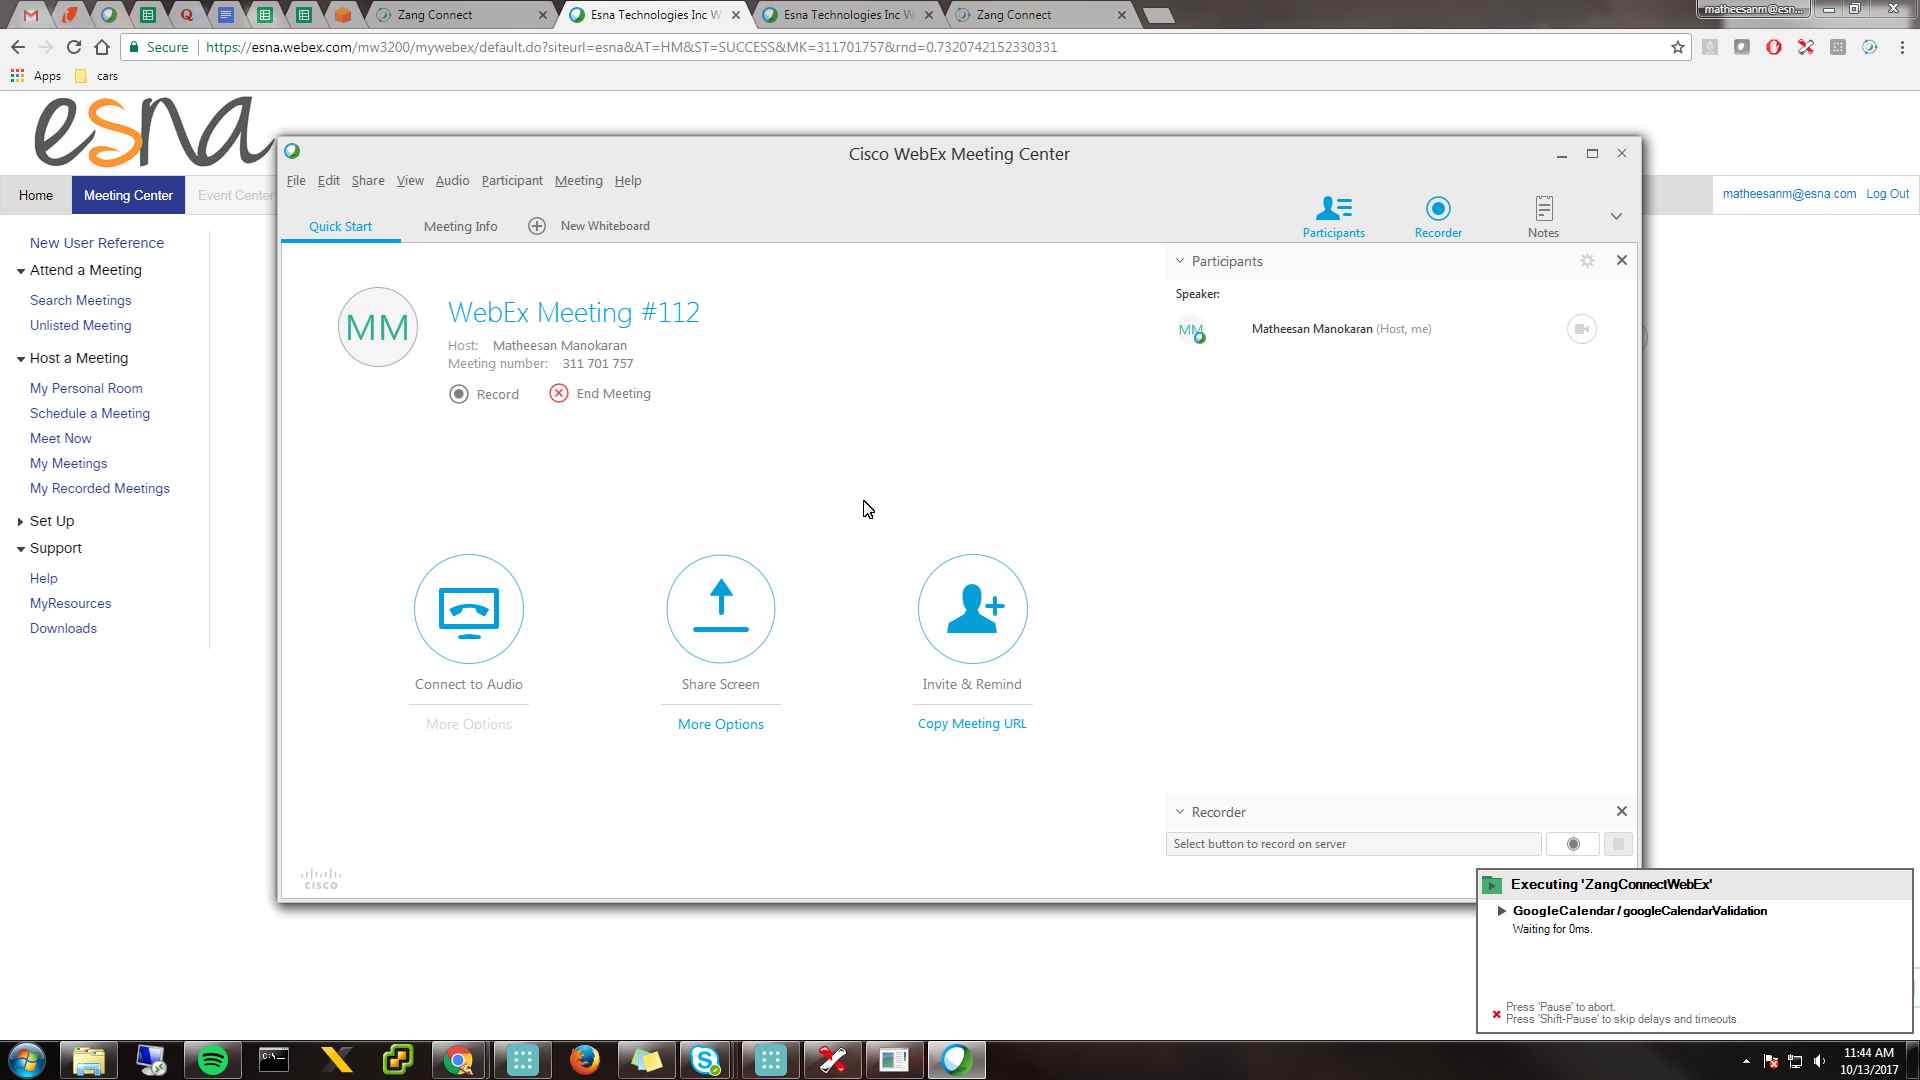 Zang Connect
Esna Technologies Inc W
Esna Technologies Inc W
Zang Connect
matheesanm@esn...
Secure
https://esna.webex.com/mw3200/mywebex/default.do?siteurl=esna&AT=HM&ST=SUCCESS&MK=311701757&rnd=0.7320742152330331
Apps
cars
esna
Home
Meeting Center
Event Center
matheesanm@esna.com
Log Out
New User Reference
Attend a Meeting
Search Meetings
Unlisted Meeting
Host a Meeting
My Personal Room
Schedule a Meeting
Meet Now
My Meetings
My Recorded Meetings
Set Up
Support
Help
MyResources
Downloads
Cisco WebEx Meeting Center
File Edit Share View Audio Participant Meeting Help
Quick Start
Meeting Info
New Whiteboard
Participants
Recorder
Notes
MM
WebEx Meeting #112
Host: Matheesan Manokaran
Meeting number: 311 701 757
Record
End Meeting
Connect to Audio
More Options
Share Screen
More Options
Invite & Remind
Copy Meeting URL
CISCO
Participants
Speaker:
MM
Matheesan Manokaran (Host, me)
Recorder
Select button to record on server
Executing 'ZangConnectWebEx'
GoogleCalendar / googleCalendarValidation
Waiting for 0ms.
Press 'Pause' to abort.
Press 'Shift-Pause' to skip delays and timeouts.
11:44 AM
10/13/2017